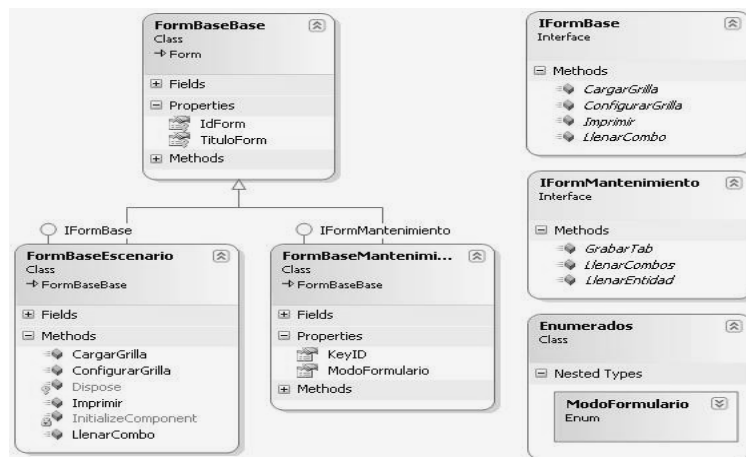 FormBaseBase
Class
Form
Fields
Properties
IdForm
TituloForm
Methods
IFormBase
FormBaseEscenario
Class
FormBaseBase
Fields
Methods
CargarGrilla
ConfigurarGrilla
Dispose
Imprimir
InitializeComponent
LlenarCombo
IFormMantenimiento
FormBaseMantenimi...
Class
FormBaseBase
Fields
Properties
KeyID
ModoFormulario
Methods
IFormBase
Interface
Methods
CargarGrilla
ConfigurarGrilla
Imprimir
LlenarCombo
IFormMantenimiento
Interface
Methods
GrabarTab
LlenarCombos
LlenarEntidad
Enumerados
Class
Nested Types
ModoFormulario
Enum